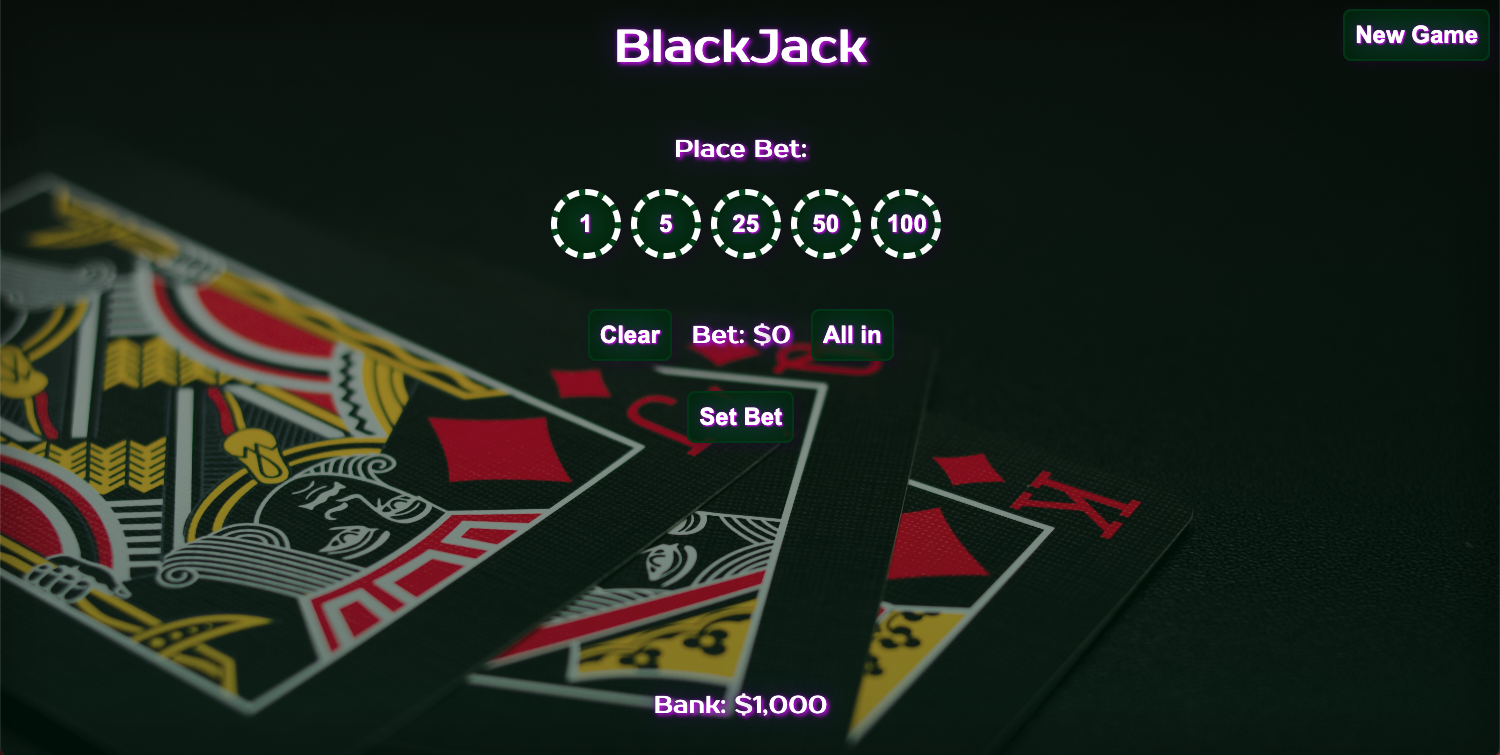 BlackJack
New Game
Place Bet:
1 5 25 50 100
Clear Bet: $0 All in
Set Bet
K
Bank: $1,000